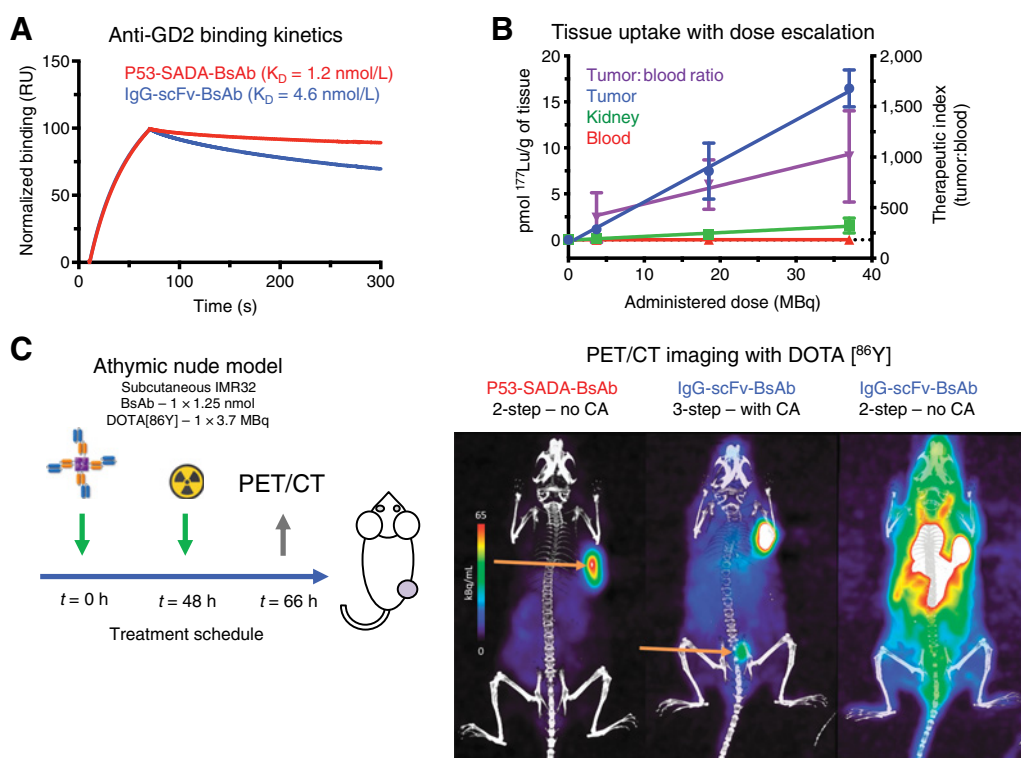 A
Anti-GD2 binding kinetics
Normalized binding (RU)
150
100
50
0
P53-SADA-BsAb (K_D = 1.2 nmol/L)
IgG-scFv-BsAb (K_D = 4.6 nmol/L)
0 100 200 300
Time (s)
B
Tissue uptake with dose escalation
pmol ¹⁷⁷Lu/g of tissue
20
15
10
5
0
Tumor:blood ratio
Tumor
Kidney
Blood
2,000
1,500
1,000
500
0
Therapeutic index
(tumor:blood)
0 10 20 30 40
Administered dose (MBq)
C
Athymic nude model
Subcutaneous IMR32
BsAb – 1 × 1.25 nmol
DOTA[86Y] – 1 × 3.7 MBq
PET/CT
t = 0 h
t = 48 h
t = 66 h
Treatment schedule
PET/CT imaging with DOTA [⁸⁶Y]
P53-SADA-BsAb
2-step – no CA
IgG-scFv-BsAb
3-step – with CA
IgG-scFv-BsAb
2-step – no CA
65
kBq/mL
0